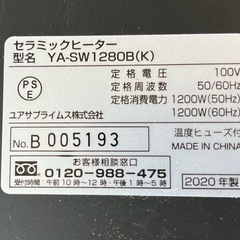 セラミックヒーター
型名 YA-SW1280B(K)
PSE
定格電圧 100V
定格周波数 50/60Hz
定格消費電力 1200W(50Hz)
1200W(60Hz)
ユアサプライムス株式会社
温度ヒューズ付
No. B 005193
MADE IN CHINA
お客様相談窓口
0120-988-475
午前10時〜12時 午後1時〜5時
2020年製